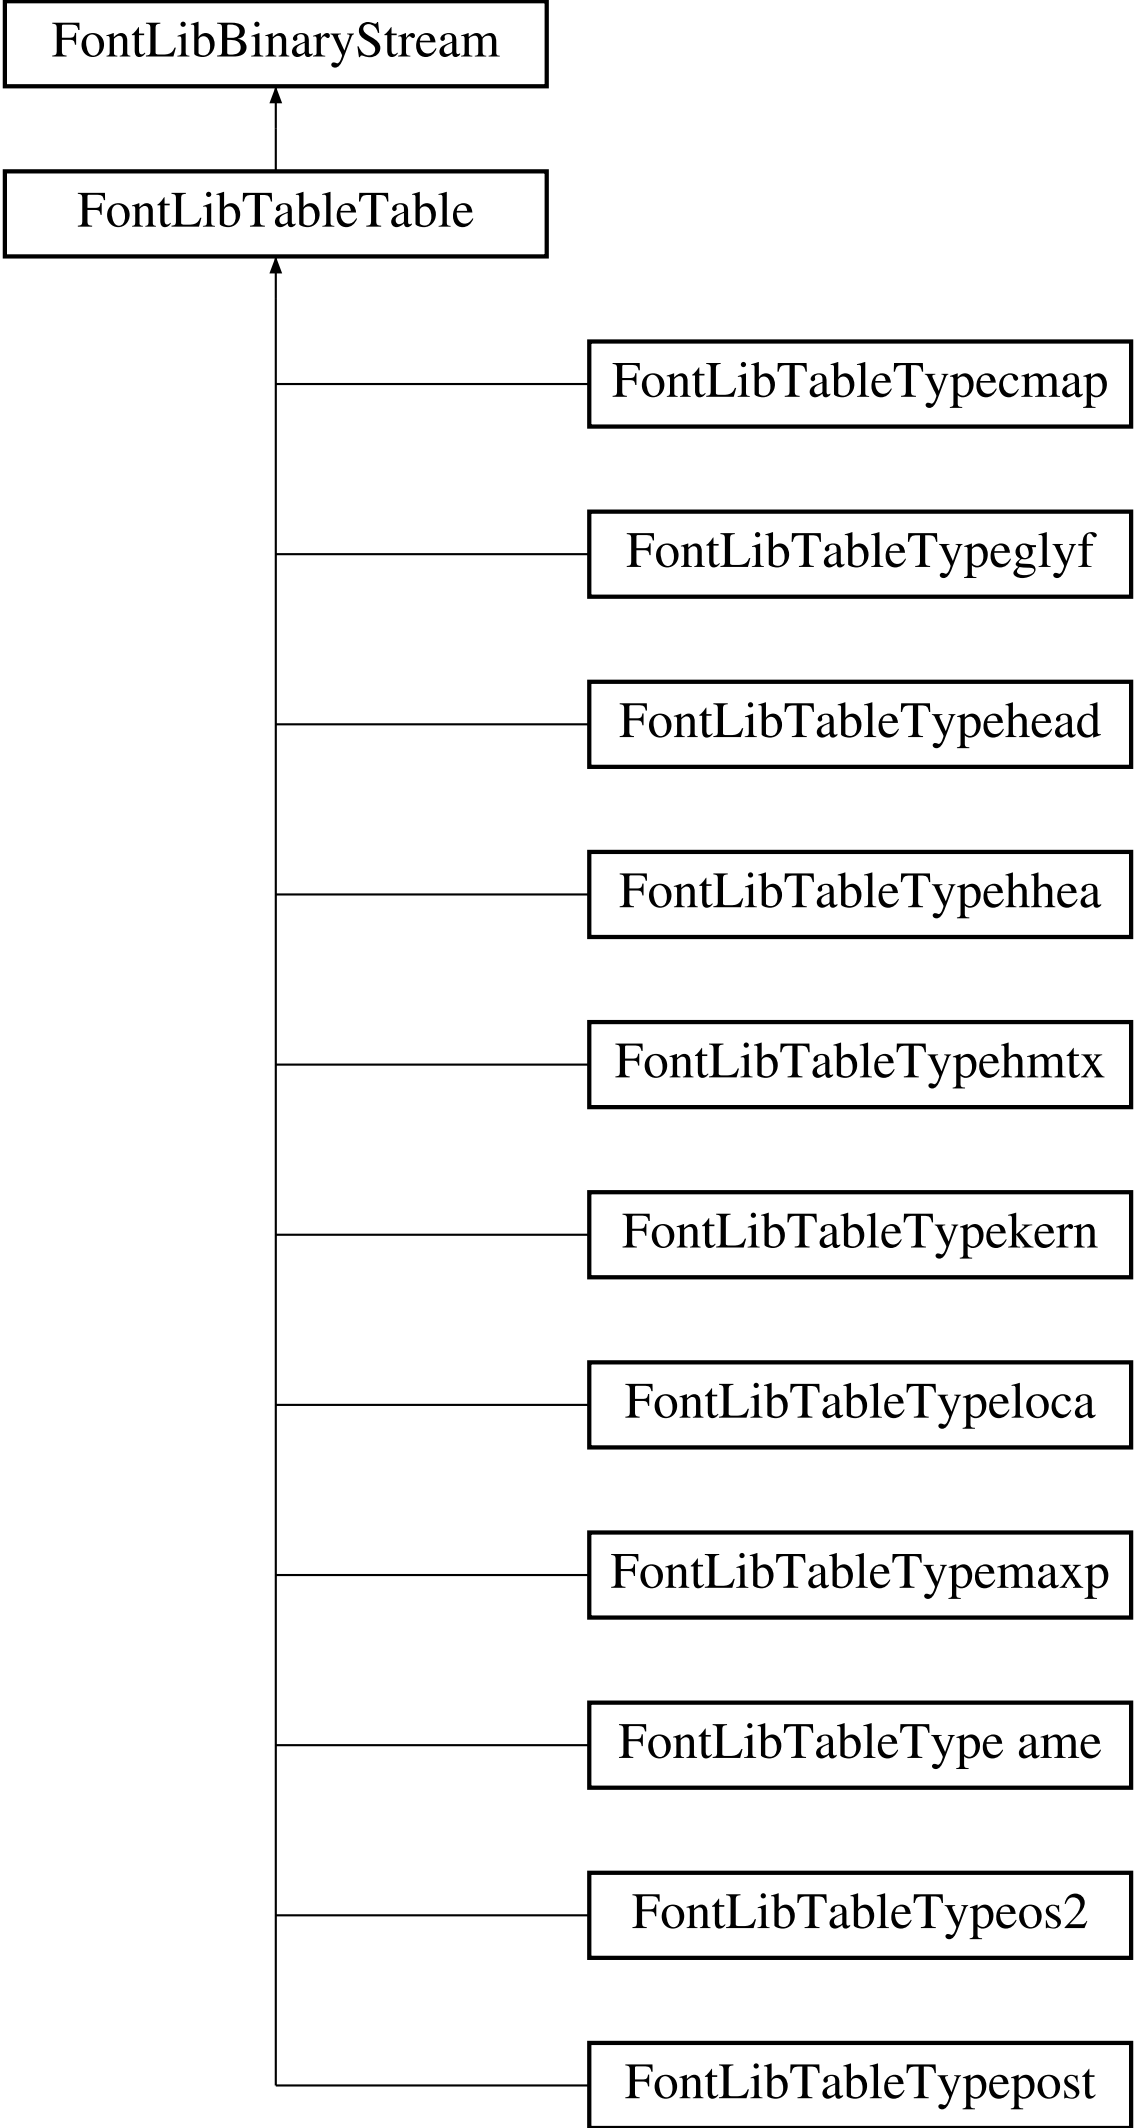 FontLibBinaryStream
FontLibTableTable
FontLibTableTypecmap
FontLibTableTypeglyf
FontLibTableTypehead
FontLibTableTypehhea
FontLibTableTypehmtx
FontLibTableTypekern
FontLibTableTypeloca
FontLibTableTypemaxp
FontLibTableType ame
FontLibTableTypeos2
FontLibTableTypepost